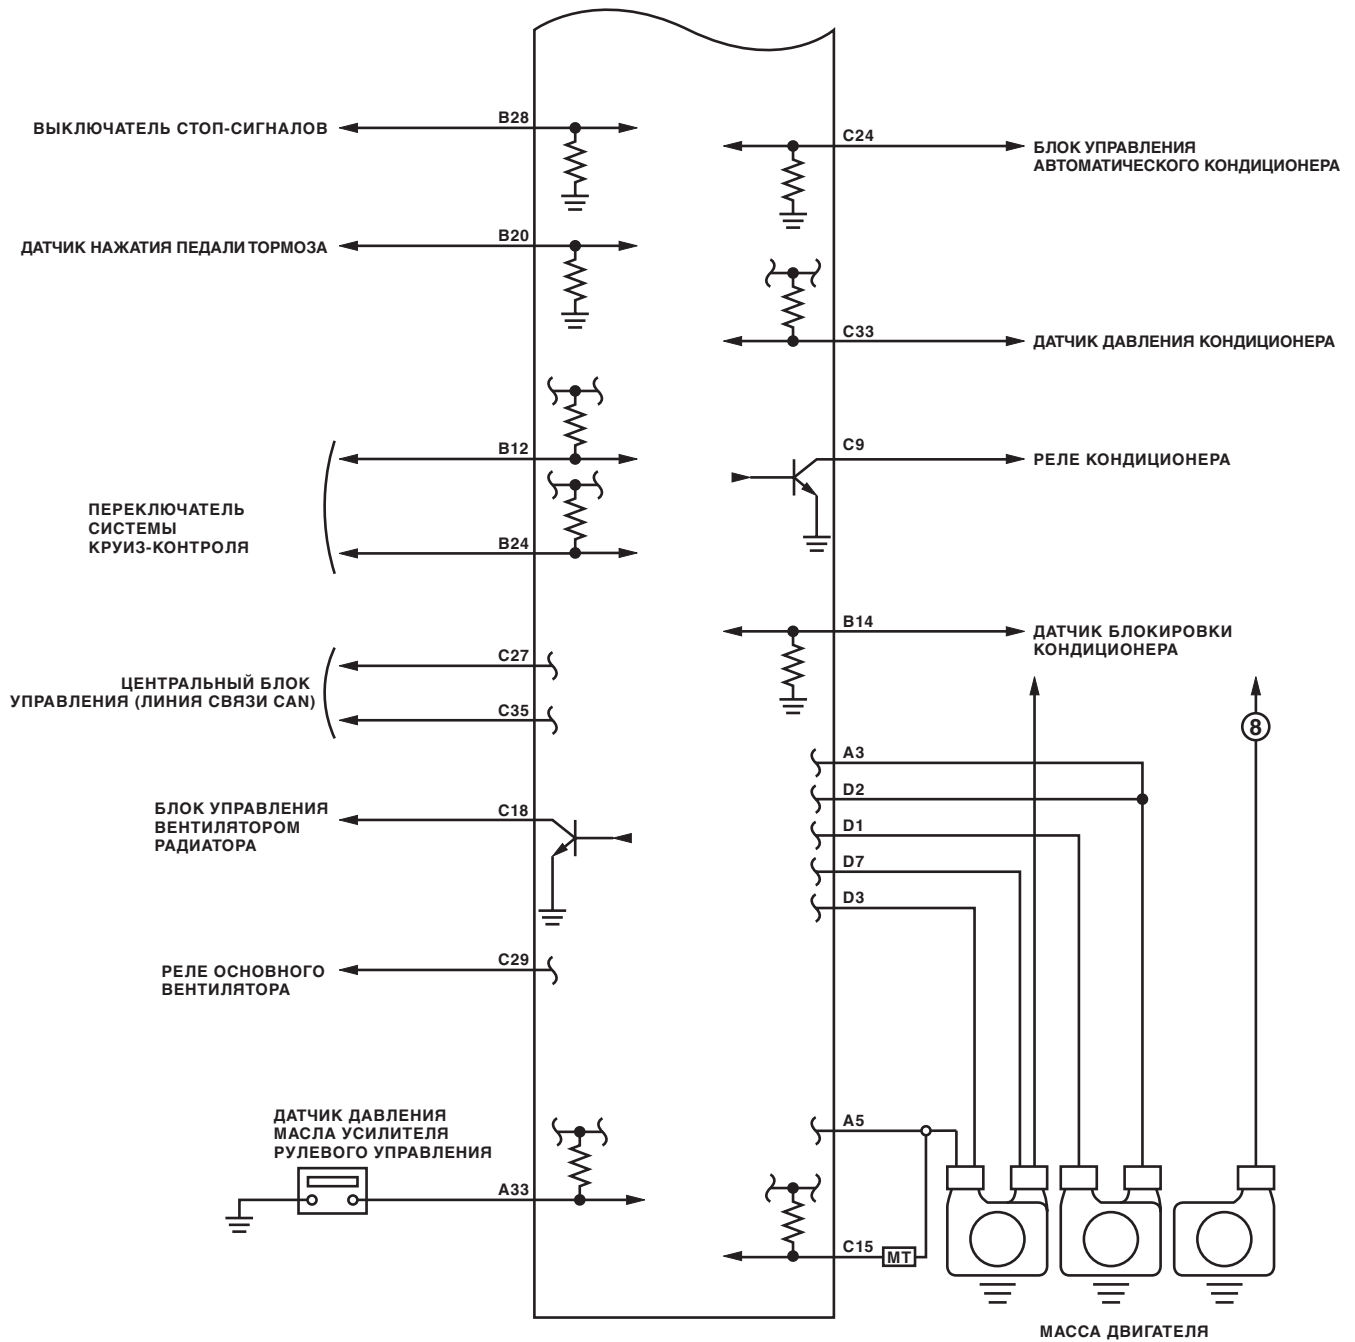 B28
ВЫКЛЮЧАТЕЛЬ СТОП-СИГНАЛОВ
B20
ДАТЧИК НАЖАТИЯ ПЕДАЛИ ТОРМОЗА
B12
ПЕРЕКЛЮЧАТЕЛЬ
СИСТЕМЫ
КРУИЗ-КОНТРОЛЯ
B24
C27
ЦЕНТРАЛЬНЫЙ БЛОК
УПРАВЛЕНИЯ (ЛИНИЯ СВЯЗИ CAN)
C35
C18
БЛОК УПРАВЛЕНИЯ
ВЕНТИЛЯТОРОМ
РАДИАТОРА
C29
РЕЛЕ ОСНОВНОГО
ВЕНТИЛЯТОРА
ДАТЧИК ДАВЛЕНИЯ
МАСЛА УСИЛИТЕЛЯ
РУЛЕВОГО УПРАВЛЕНИЯ
A33
C24
БЛОК УПРАВЛЕНИЯ
АВТОМАТИЧЕСКОГО КОНДИЦИОНЕРА
C33
ДАТЧИК ДАВЛЕНИЯ КОНДИЦИОНЕРА
C9
РЕЛЕ КОНДИЦИОНЕРА
B14
ДАТЧИК БЛОКИРОВКИ
КОНДИЦИОНЕРА
8
A3
D2
D1
D7
D3
A5
C15
MT
МАССА ДВИГАТЕЛЯ